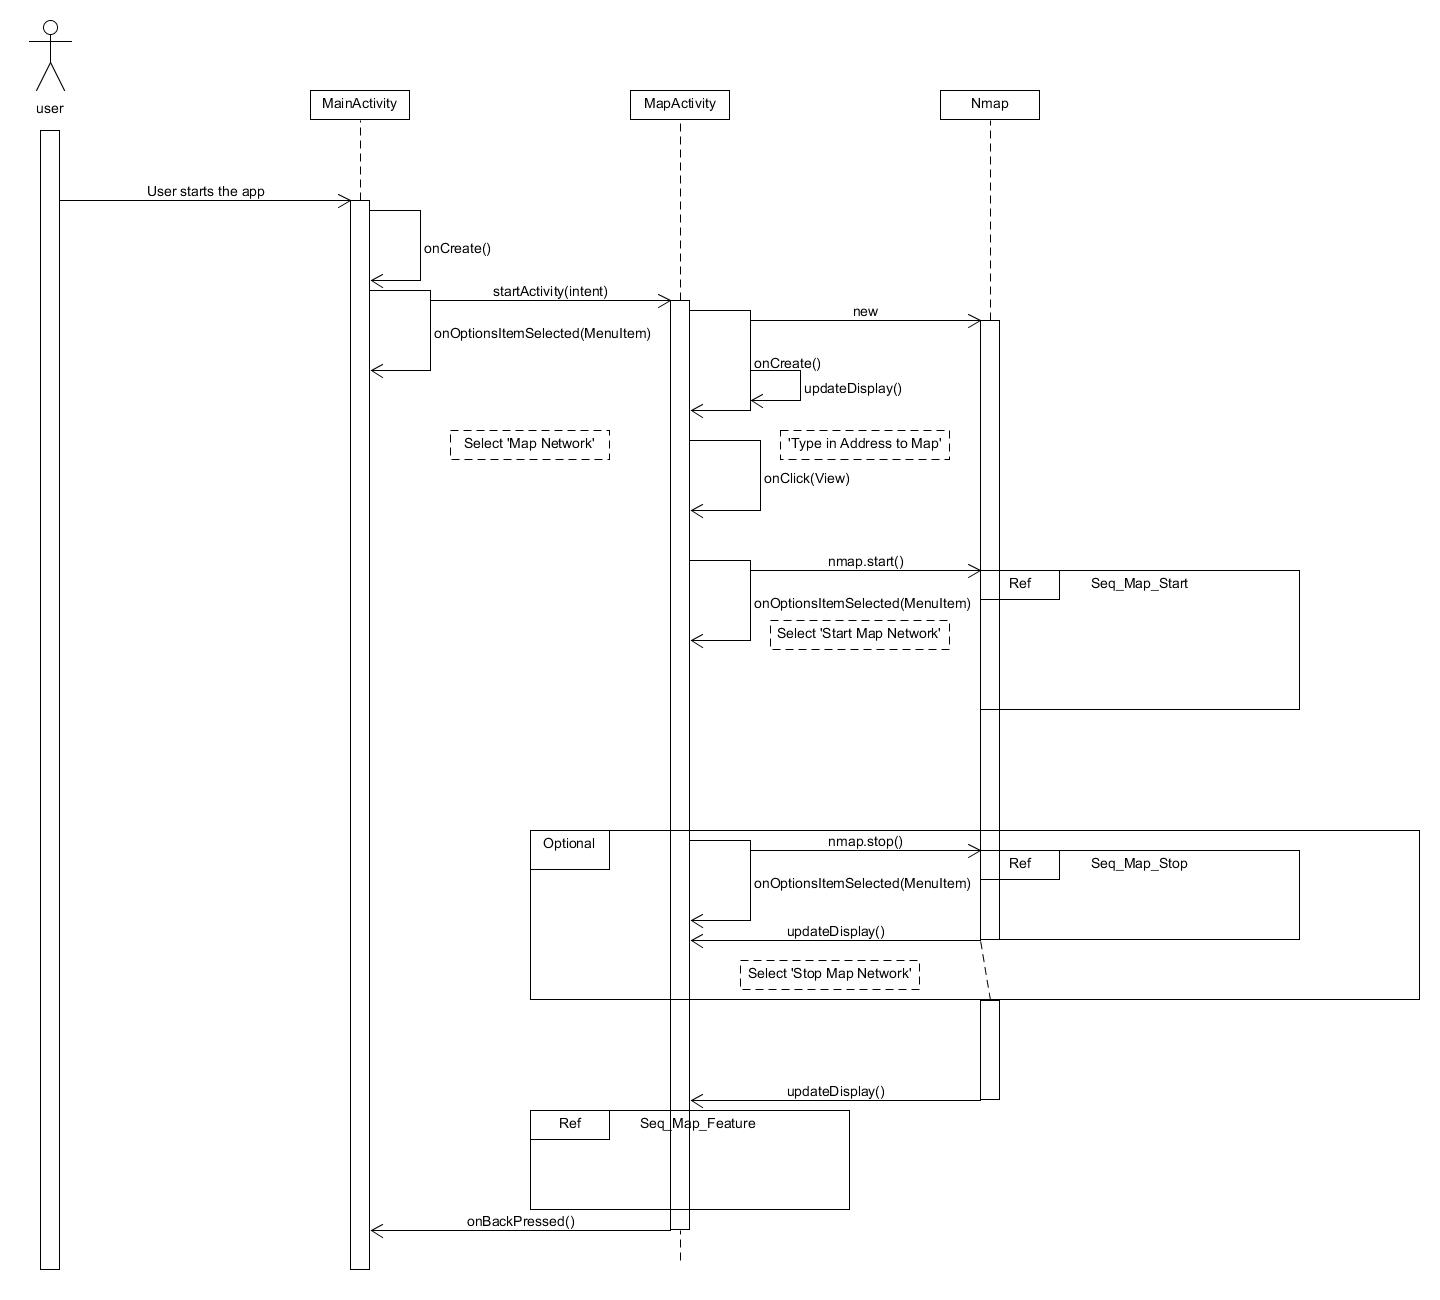 user
MainActivity
MapActivity
Nmap
User starts the app
onCreate()
startActivity(intent)
new
onOptionsItemSelected(MenuItem)
onCreate()
updateDisplay()
Select 'Map Network'
'Type in Address to Map'
onClick(View)
nmap.start()
Ref
Seq_Map_Start
onOptionsItemSelected(MenuItem)
Select 'Start Map Network'
Optional
nmap.stop()
Ref
Seq_Map_Stop
onOptionsItemSelected(MenuItem)
updateDisplay()
Select 'Stop Map Network'
updateDisplay()
Ref
Seq_Map_Feature
onBackPressed()